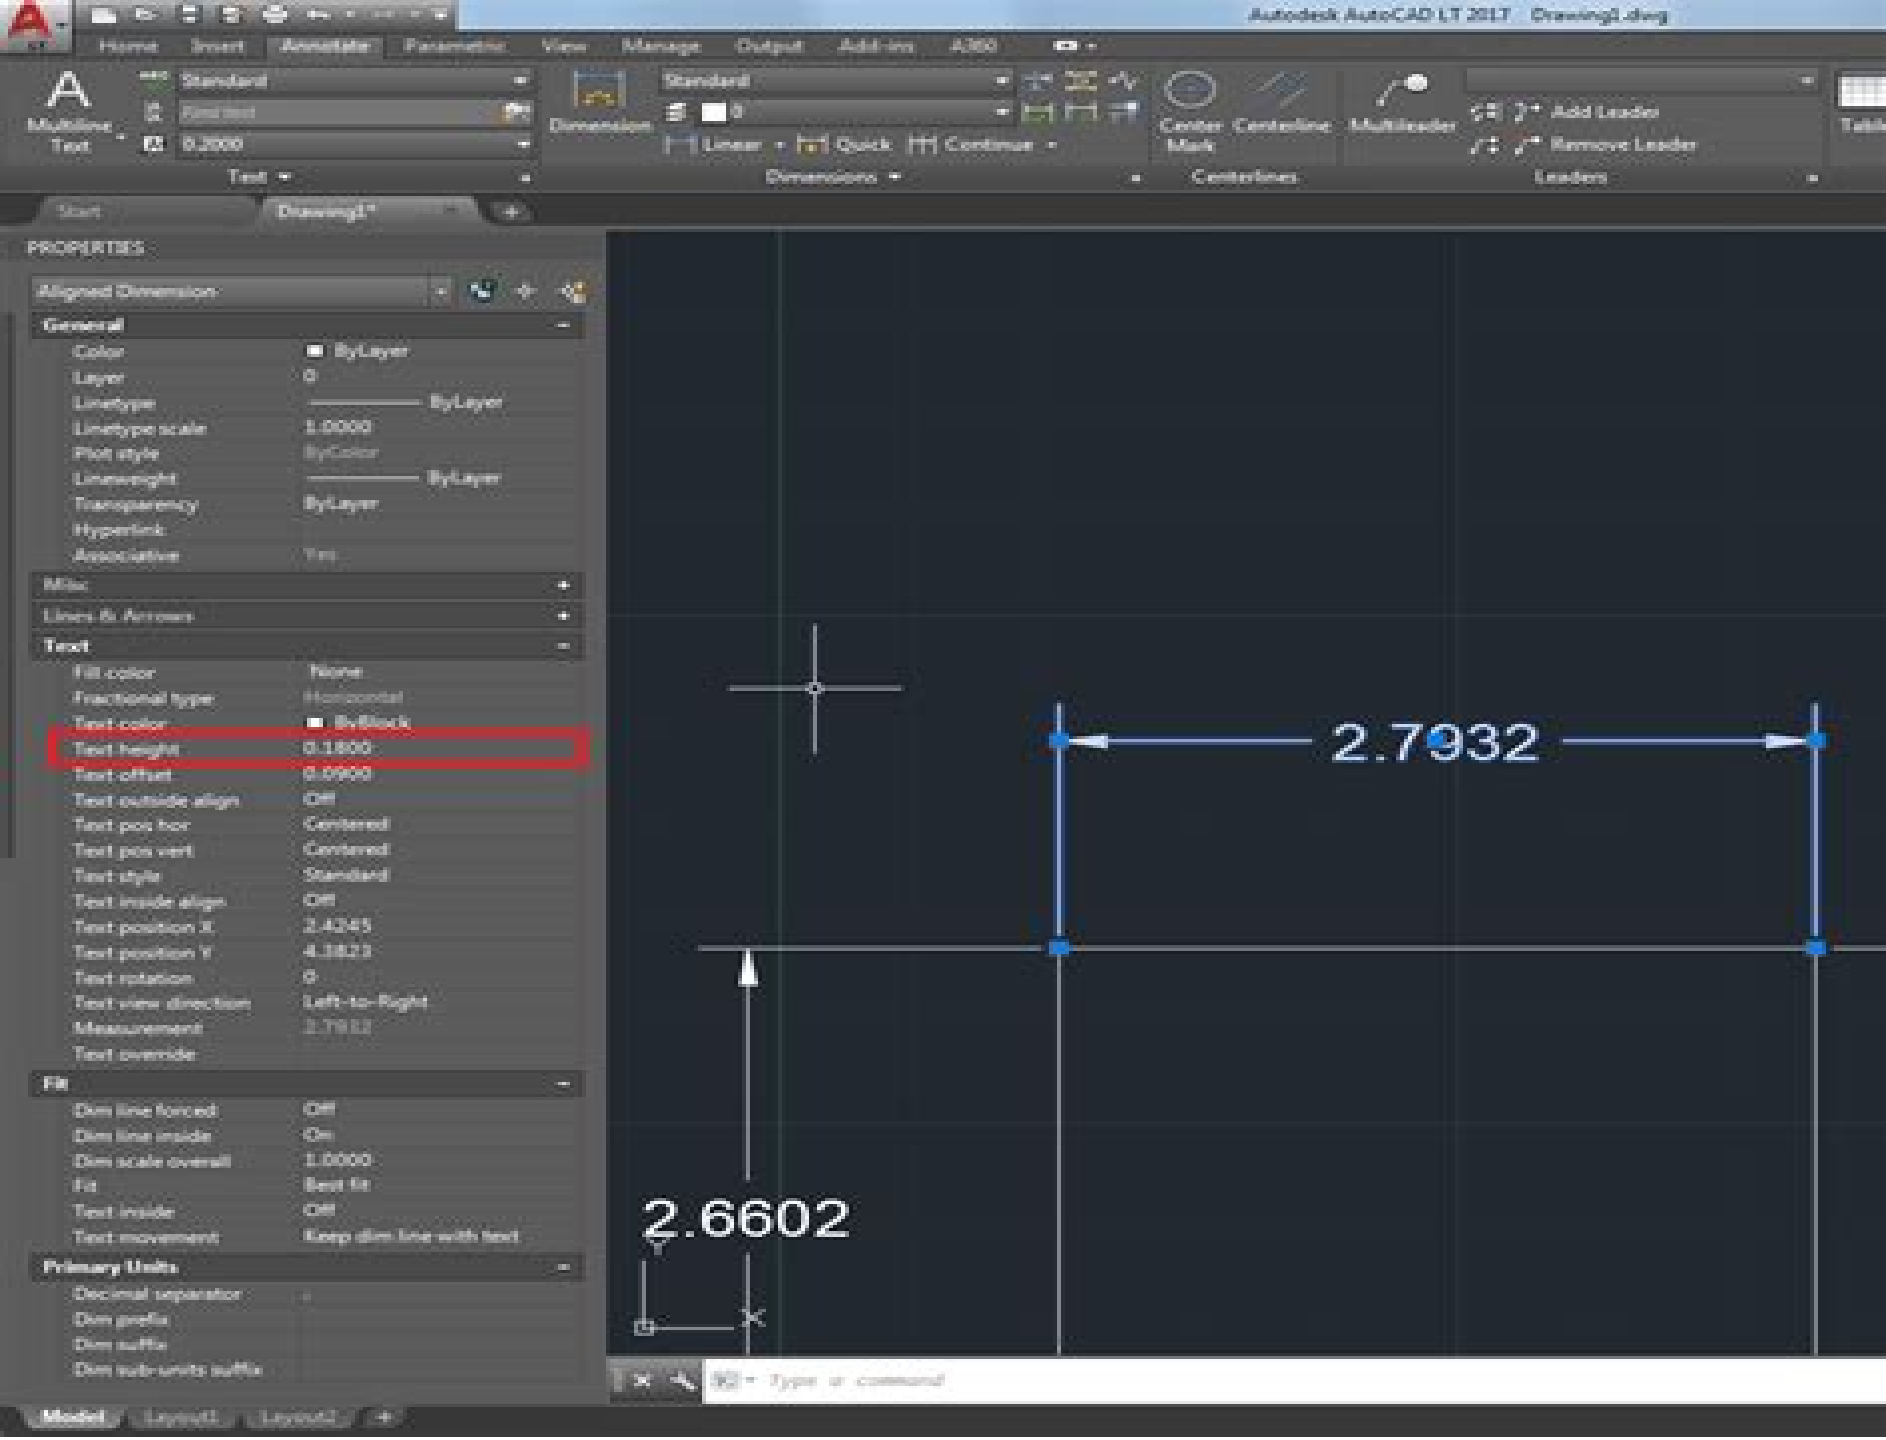 Autodesk AutoCAD LT 2017 Drawing1.dwg
Home Insert Annotate Parametric View Manage Output Add-ins A360
A
Multiline
Text
Standard
Find text
0.2000
Text
Dimension
Standard
0
Linear Quick Continue
Dimensions
Center
Mark
Centerline
Centerlines
Multileader
Add Leader
Remove Leader
Leaders
Start Drawing1* +
PROPERTIES
Aligned Dimension
General
Color ByLayer
Layer 0
Linetype ByLayer
Linetype scale 1.0000
Plot style ByColor
Lineweight ByLayer
Transparency ByLayer
Hyperlink
Associative Yes
Misc
Lines & Arrows
Text
Fill color None
Fractional type Horizontal
Text color ByBlock
Text height 0.1800
Text offset 0.0900
Text outside align Off
Text pos hor Centered
Text pos vert Centered
Text style Standard
Text inside align Off
Text position X 2.4245
Text position Y 4.3823
Text rotation 0
Text view direction Left-to-Right
Measurement 2.7932
Text override
Fit
Dim line forced Off
Dim line inside On
Dim scale overall 1.0000
Fit Best fit
Text inside Off
Text movement Keep dim line with text
Primary Units
Decimal separator .
Dim prefix
Dim suffix
Dim sub-units suffix
2.7932
2.6602
Y
X
Type a command
Model Layout1 Layout2 +